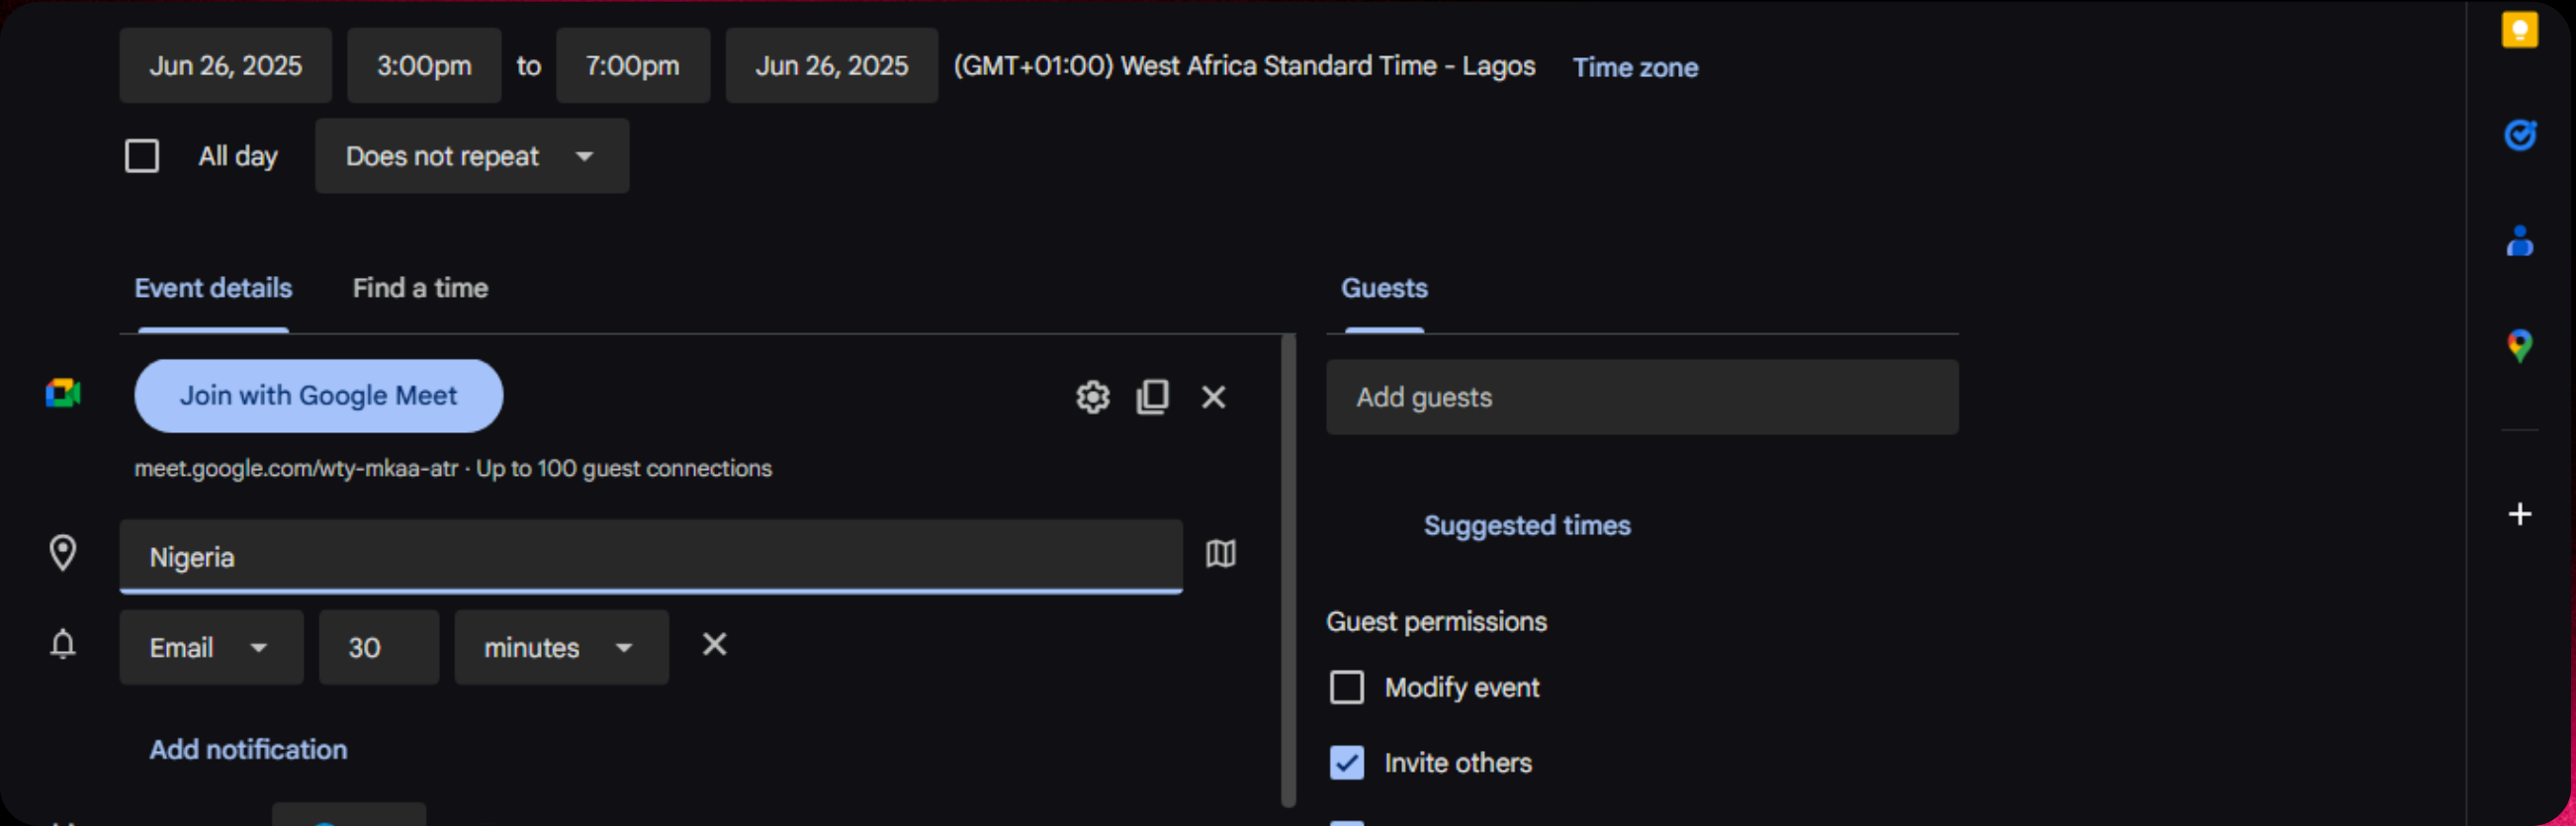 Jun 26, 2025 3:00pm to 7:00pm Jun 26, 2025 (GMT+01:00) West Africa Standard Time - Lagos Time zone
All day Does not repeat
Event details Find a time
Guests
Join with Google Meet
meet.google.com/wty-mkaa-atr · Up to 100 guest connections
Nigeria
Email 30 minutes
Add notification
Add guests
Suggested times
Guest permissions
Modify event
Invite others